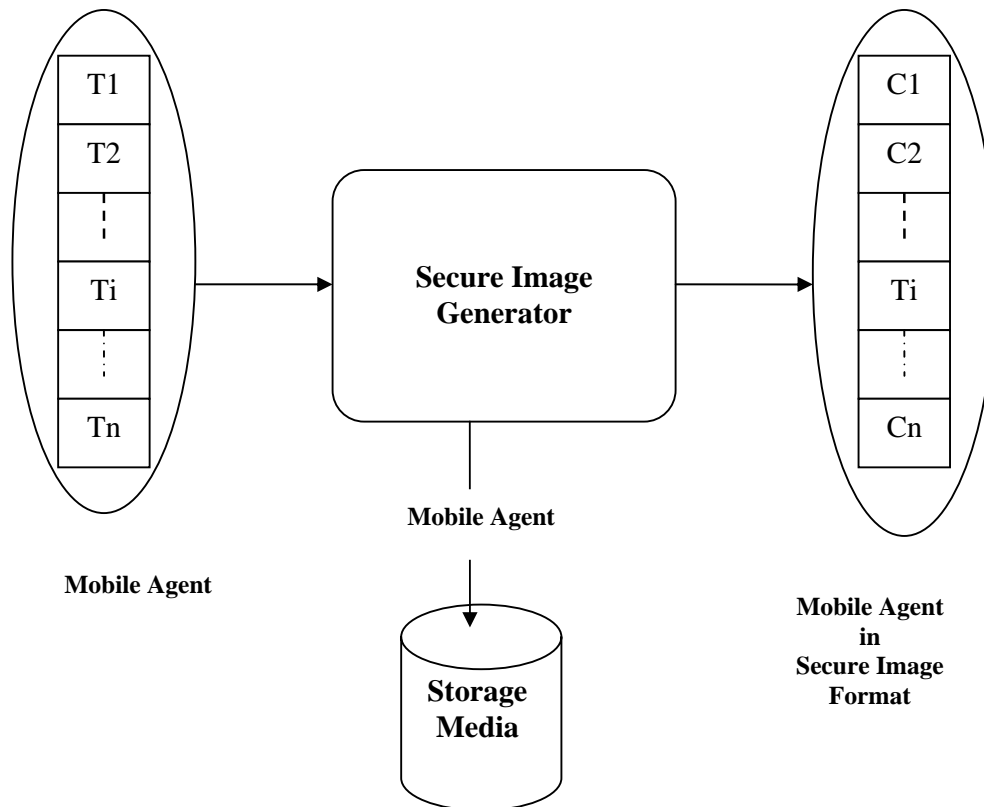 T1
T2
Ti
Tn
Mobile Agent
Secure Image
Generator
Mobile Agent
Storage
Media
C1
C2
Ti
Cn
Mobile Agent
in
Secure Image
Format